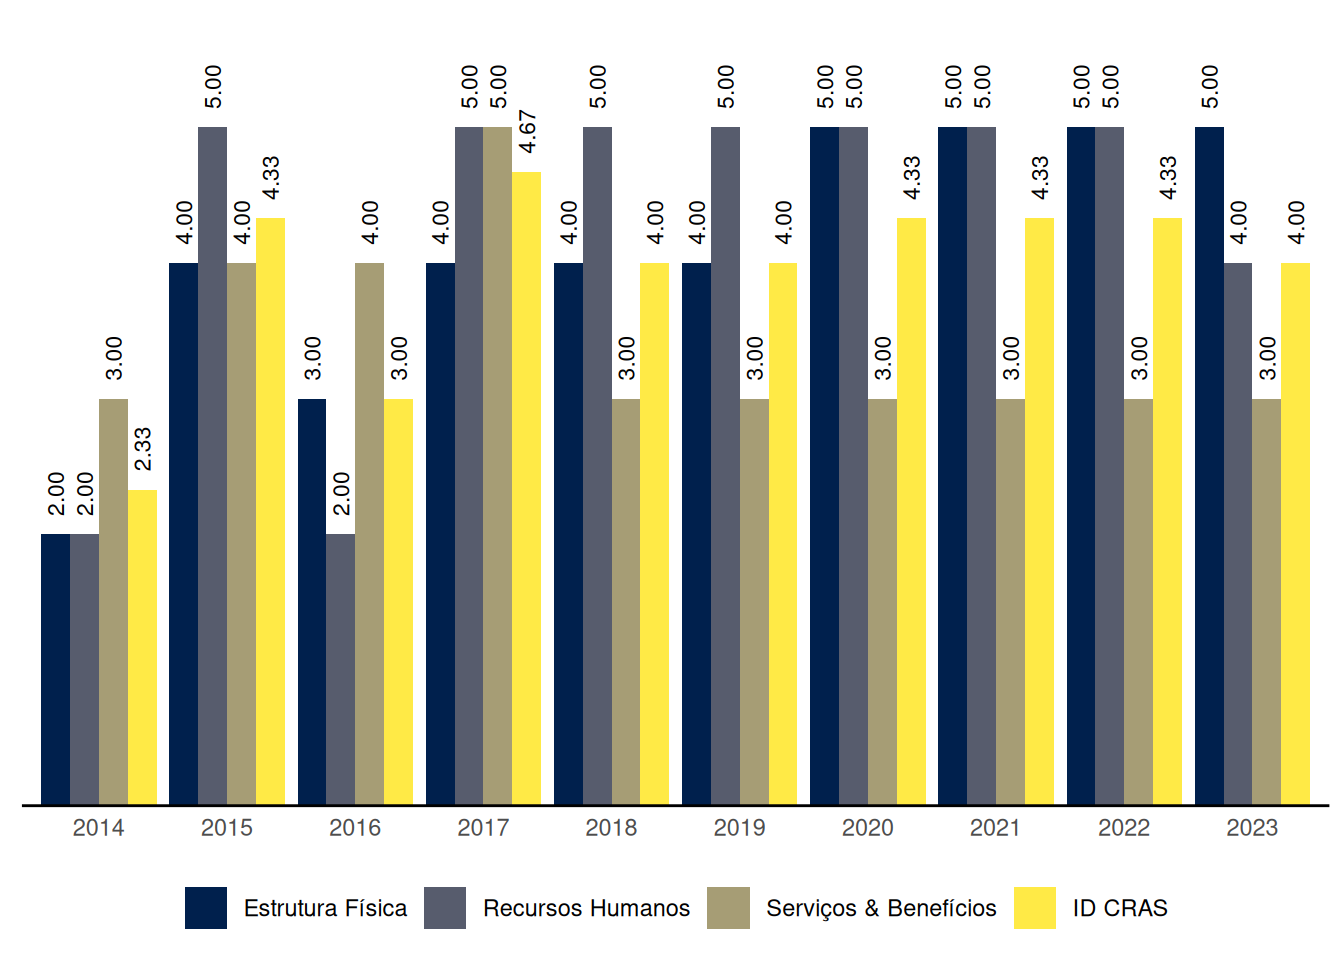 2.00 2.00 3.00 2.33
4.00 5.00 4.00 4.33
3.00 2.00 4.00 3.00
4.00 5.00 5.00 4.67
4.00 5.00 3.00 4.00
4.00 5.00 3.00 4.00
5.00 5.00 3.00 4.33
5.00 5.00 3.00 4.33
5.00 5.00 3.00 4.33
5.00 4.00 3.00 4.00
2014 2015 2016 2017 2018 2019 2020 2021 2022 2023
Estrutura Física Recursos Humanos Serviços & Benefícios ID CRAS